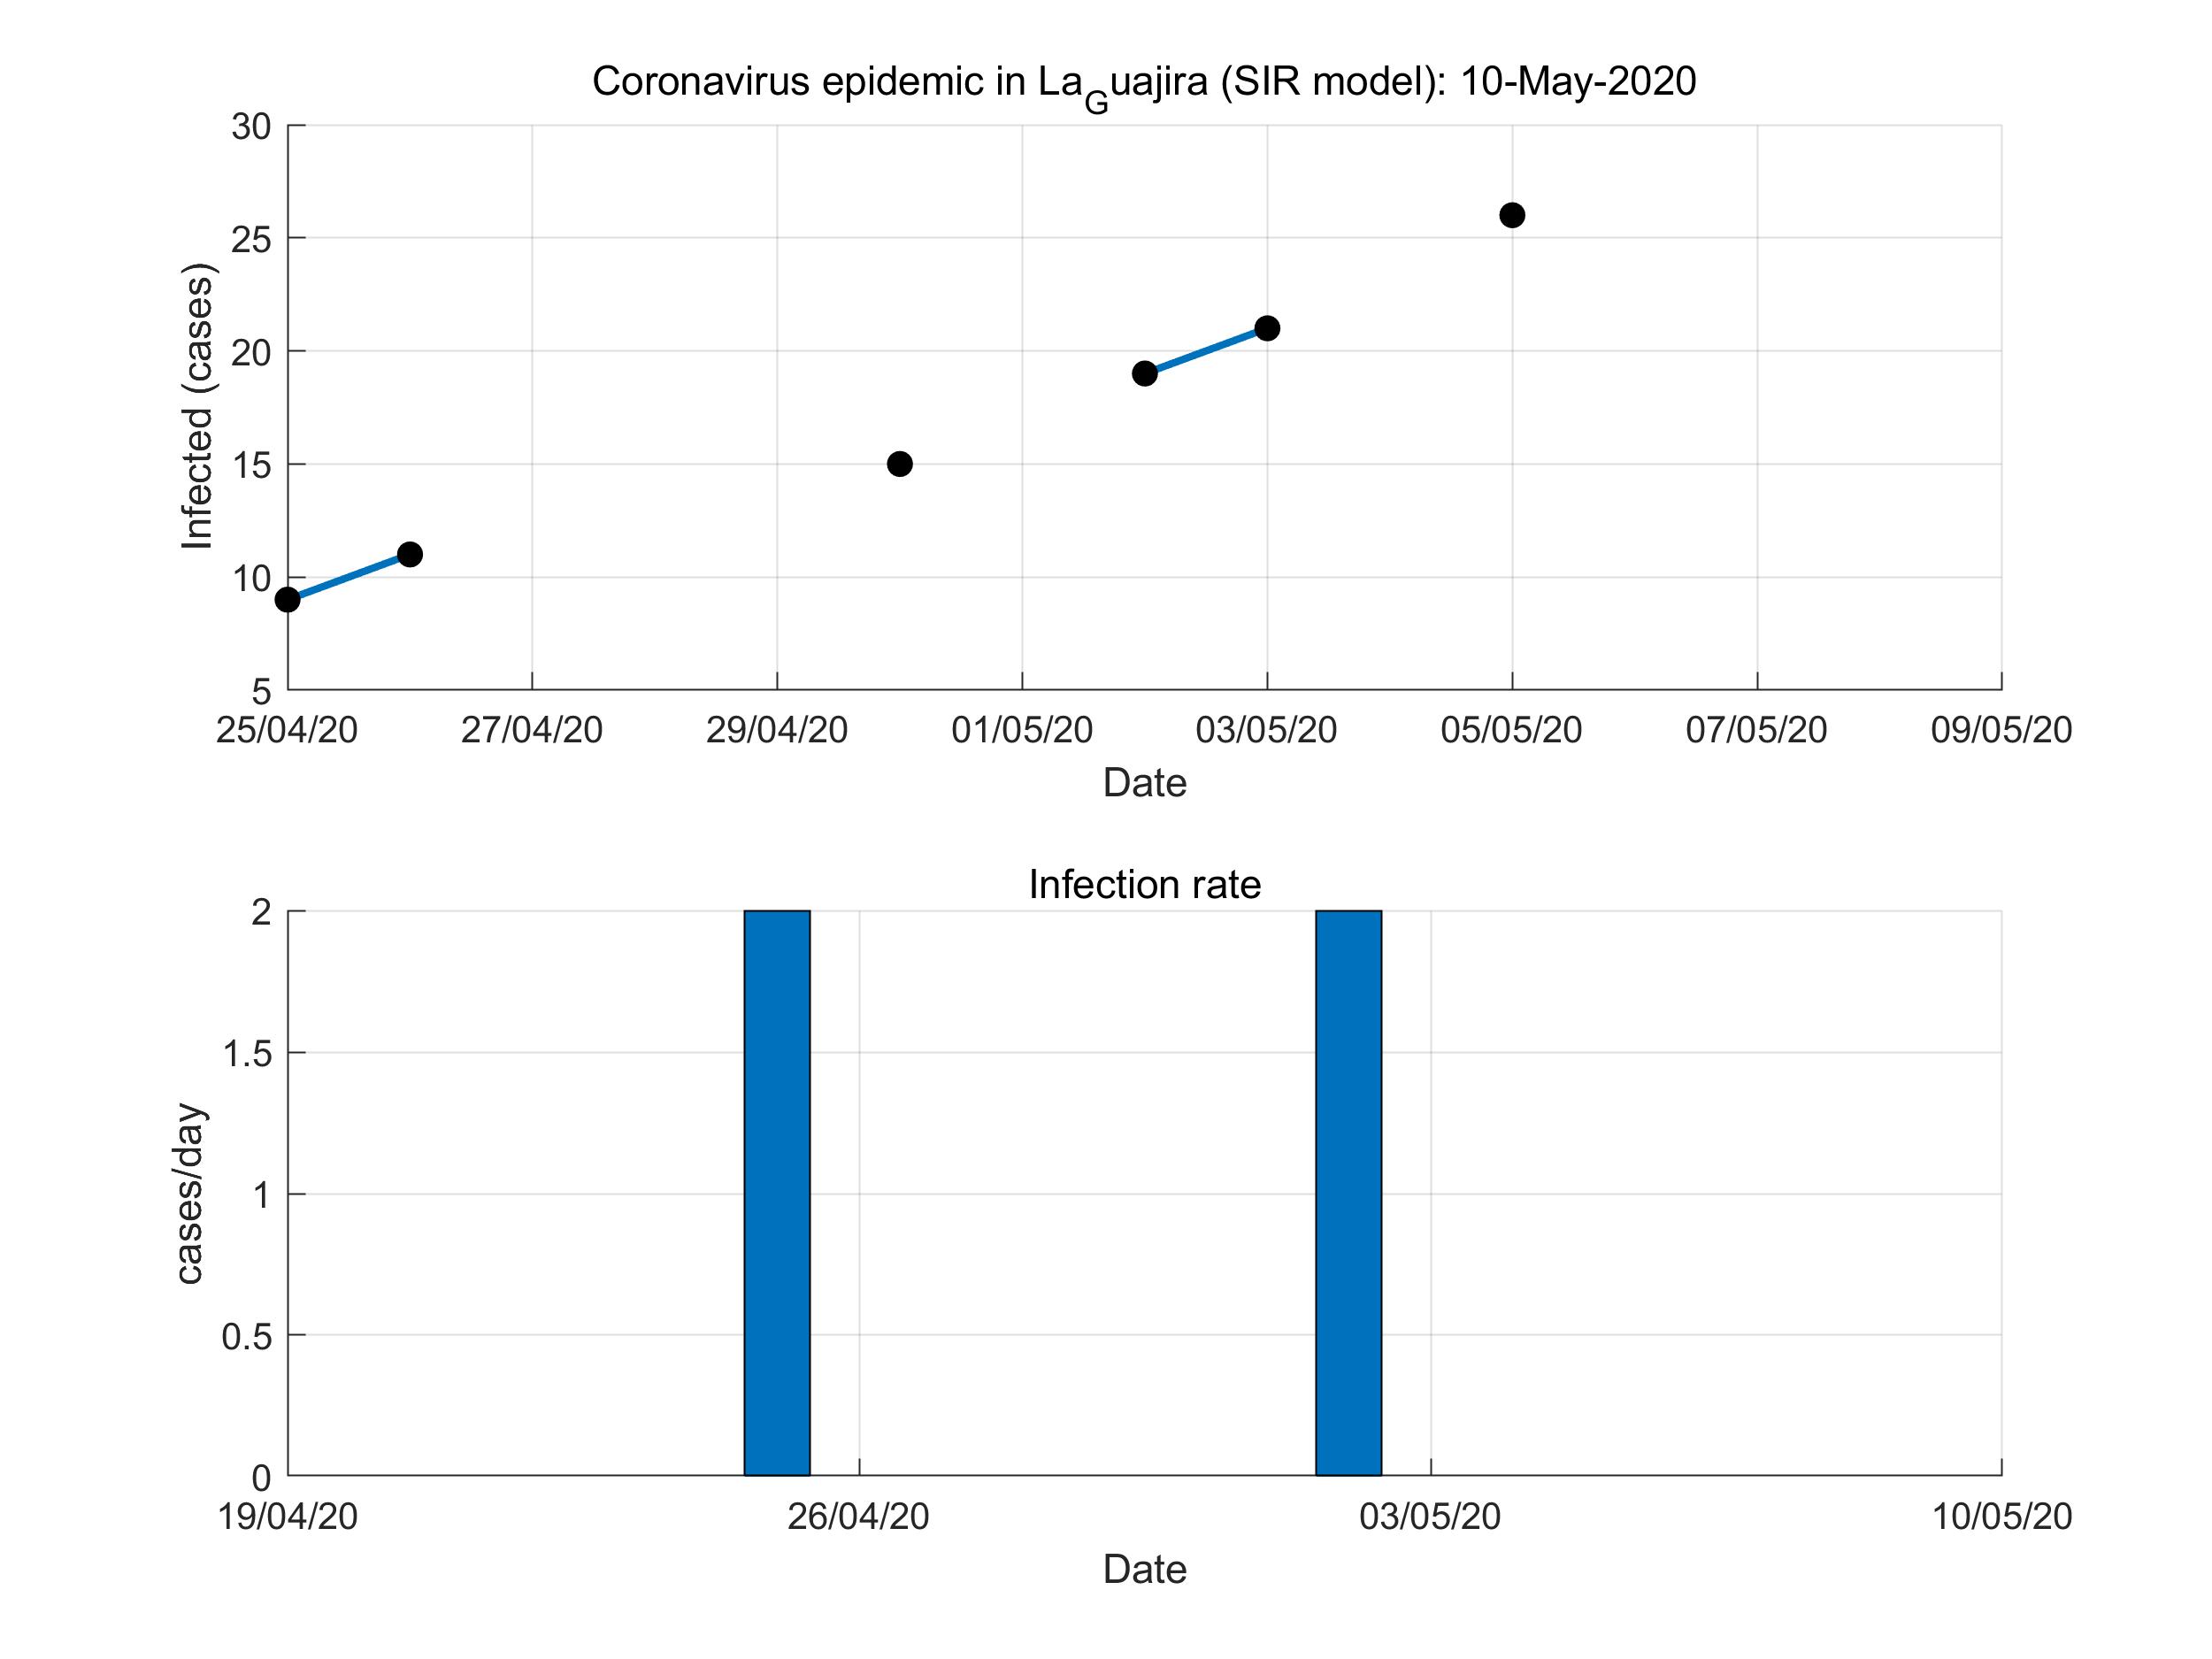 Coronavirus epidemic in LaGuajira (SIR model): 10-May-2020
30
25
20
15
10
5
Infected (cases)
25/04/20 27/04/20 29/04/20 01/05/20 03/05/20 05/05/20 07/05/20 09/05/20
Date
Infection rate
2
1.5
1
0.5
0
cases/day
19/04/20 26/04/20 03/05/20 10/05/20
Date